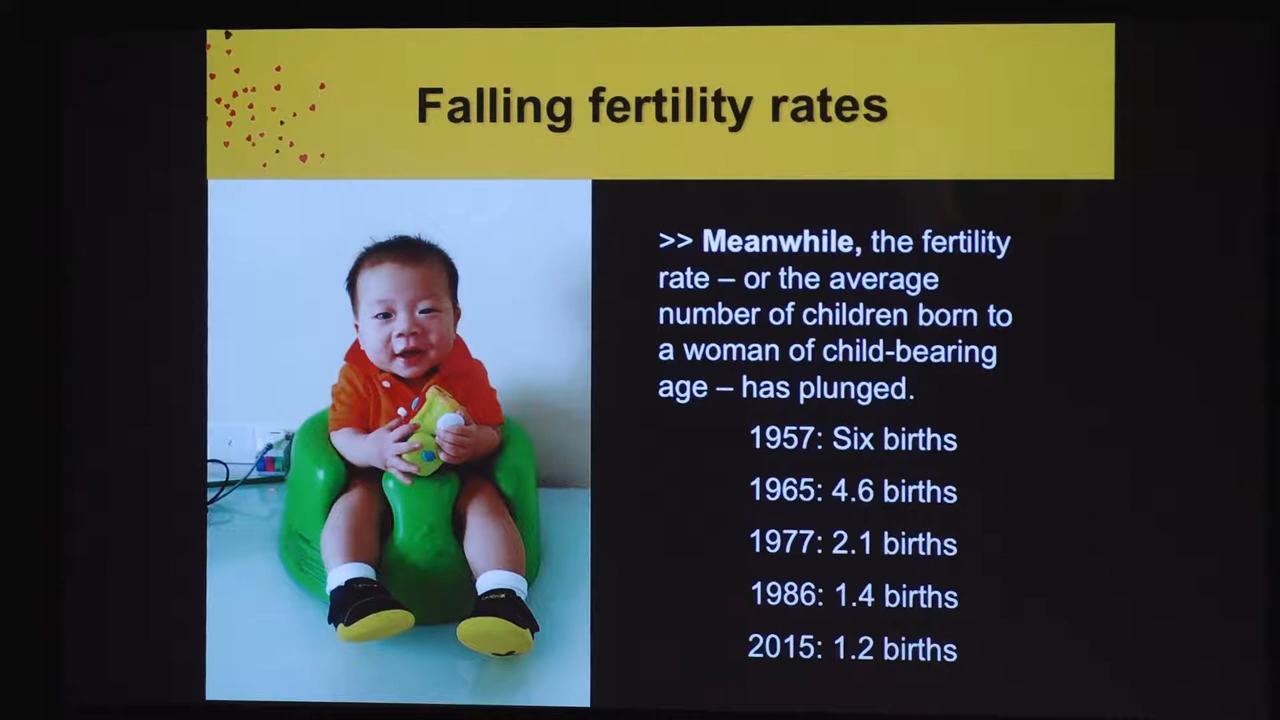 Falling fertility rates
>> Meanwhile, the fertility
rate – or the average
number of children born to
a woman of child-bearing
age – has plunged.
1957: Six births
1965: 4.6 births
1977: 2.1 births
1986: 1.4 births
2015: 1.2 births